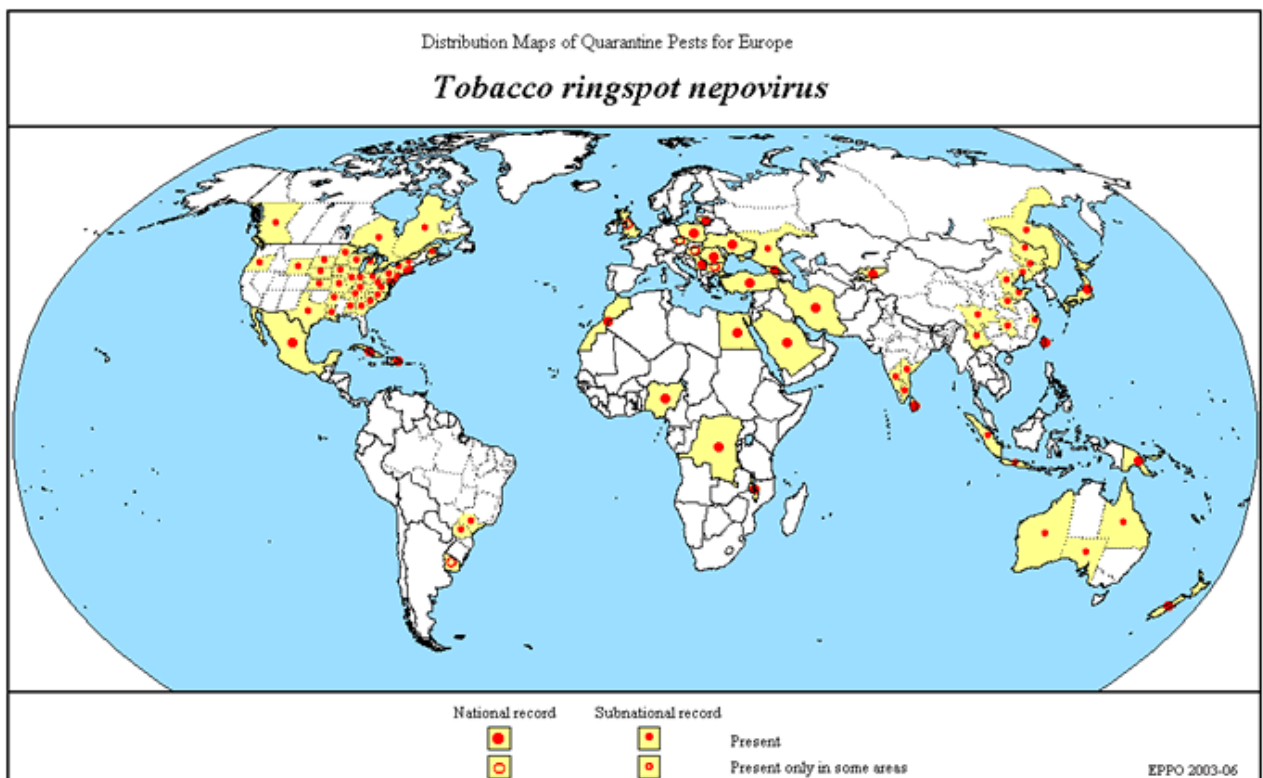 Distribution Maps of Quarantine Pests for Europe
Tobacco ringspot nepovirus
National record Subnational record
Present
Present only in some areas
EPPO 2003-06